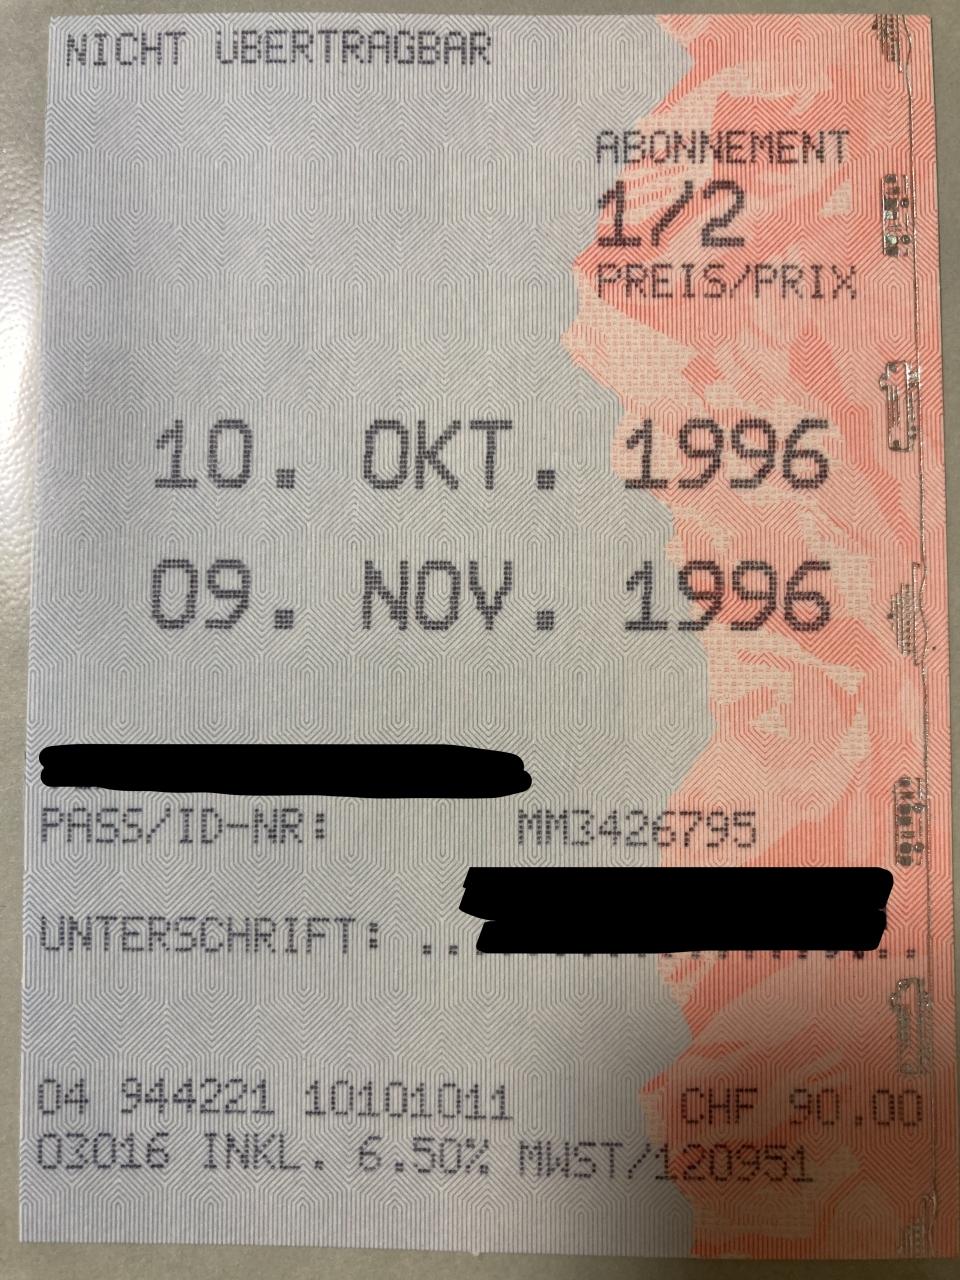 NICHT ÜBERTRAGBAR
ABONNEMENT
1/2
PREIS/PRIX
10. OKT. 1996
09. NOV. 1996
PASS/ID-NR: MM3426795
UNTERSCHRIFT: ..
04 944221 10101011 CHF 90.00
03016 INKL. 6.50% MWST/120951